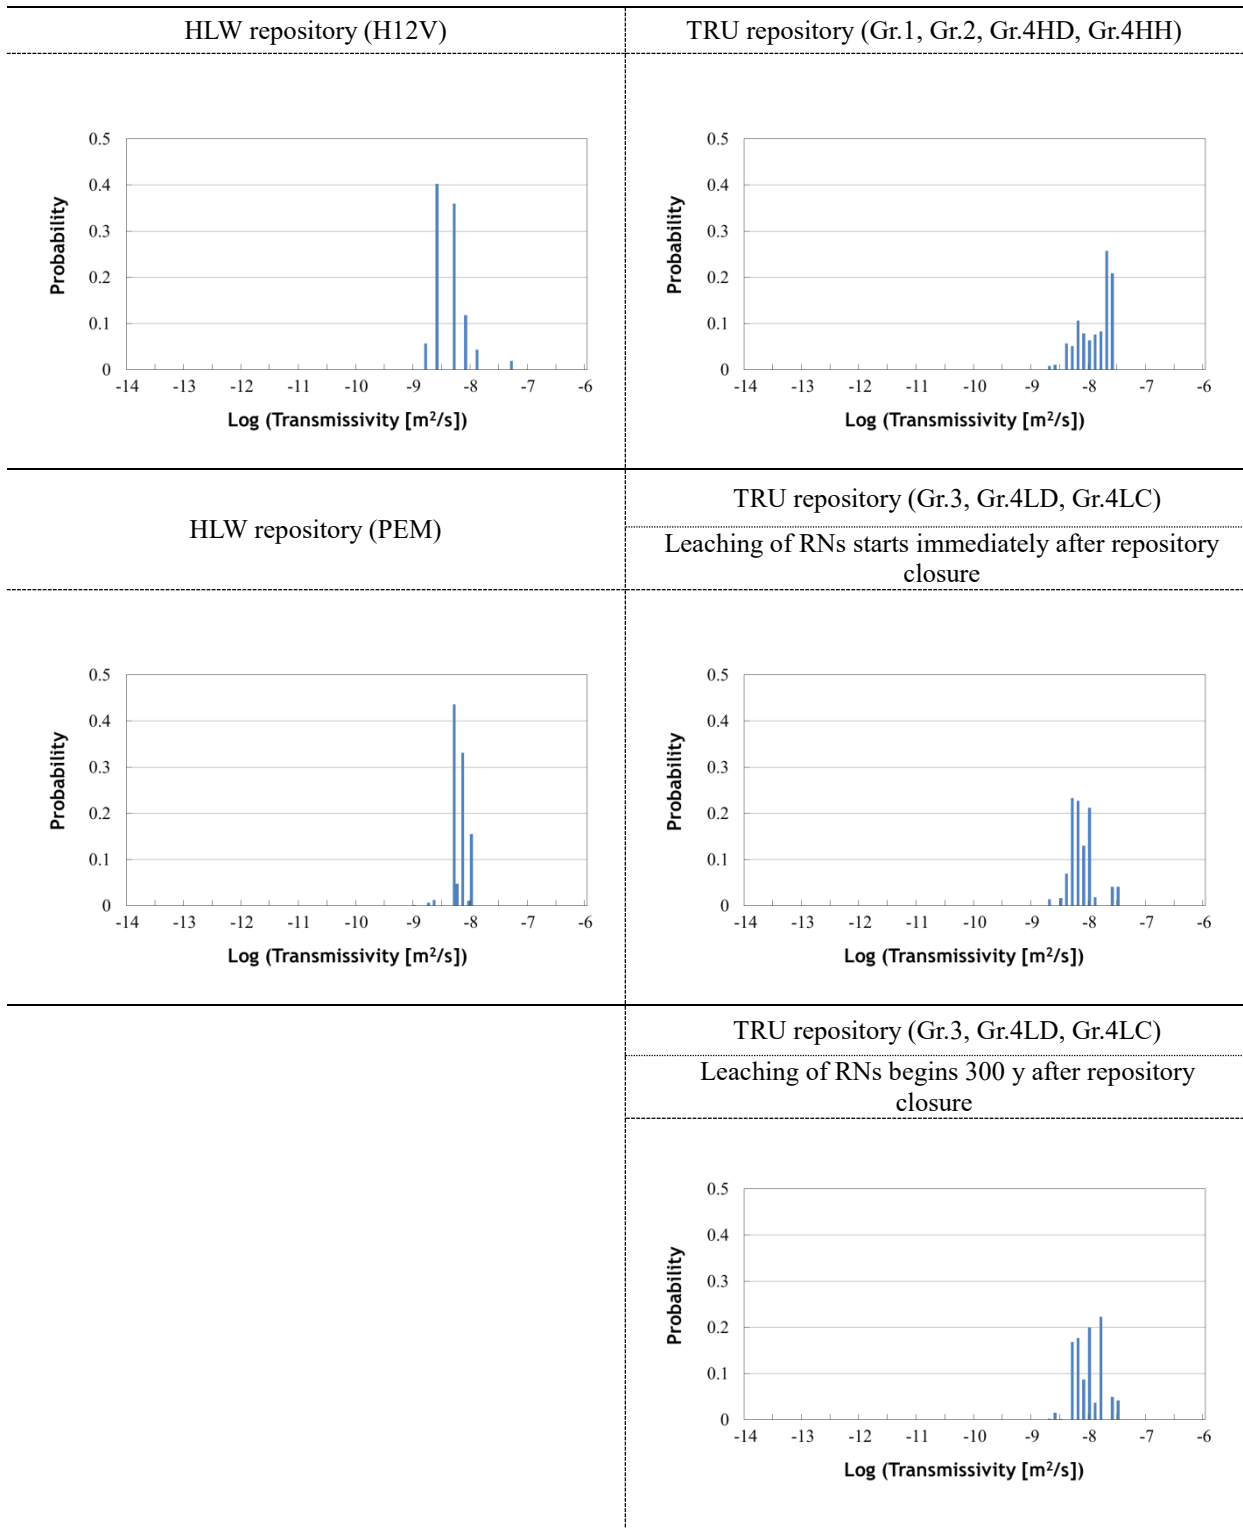 HLW repository (H12V)
TRU repository (Gr.1, Gr.2, Gr.4HD, Gr.4HH)
0.5
0.4
0.3
0.2
0.1
0
Probability
-14 -13 -12 -11 -10 -9 -8 -7 -6
Log (Transmissivity [m²/s])
0.5
0.4
0.3
0.2
0.1
0
Probability
-14 -13 -12 -11 -10 -9 -8 -7 -6
Log (Transmissivity [m²/s])
HLW repository (PEM)
TRU repository (Gr.3, Gr.4LD, Gr.4LC)
Leaching of RNs starts immediately after repository
closure
0.5
0.4
0.3
0.2
0.1
0
Probability
-14 -13 -12 -11 -10 -9 -8 -7 -6
Log (Transmissivity [m²/s])
0.5
0.4
0.3
0.2
0.1
0
Probability
-14 -13 -12 -11 -10 -9 -8 -7 -6
Log (Transmissivity [m²/s])
TRU repository (Gr.3, Gr.4LD, Gr.4LC)
Leaching of RNs begins 300 y after repository
closure
0.5
0.4
0.3
0.2
0.1
0
Probability
-14 -13 -12 -11 -10 -9 -8 -7 -6
Log (Transmissivity [m²/s])